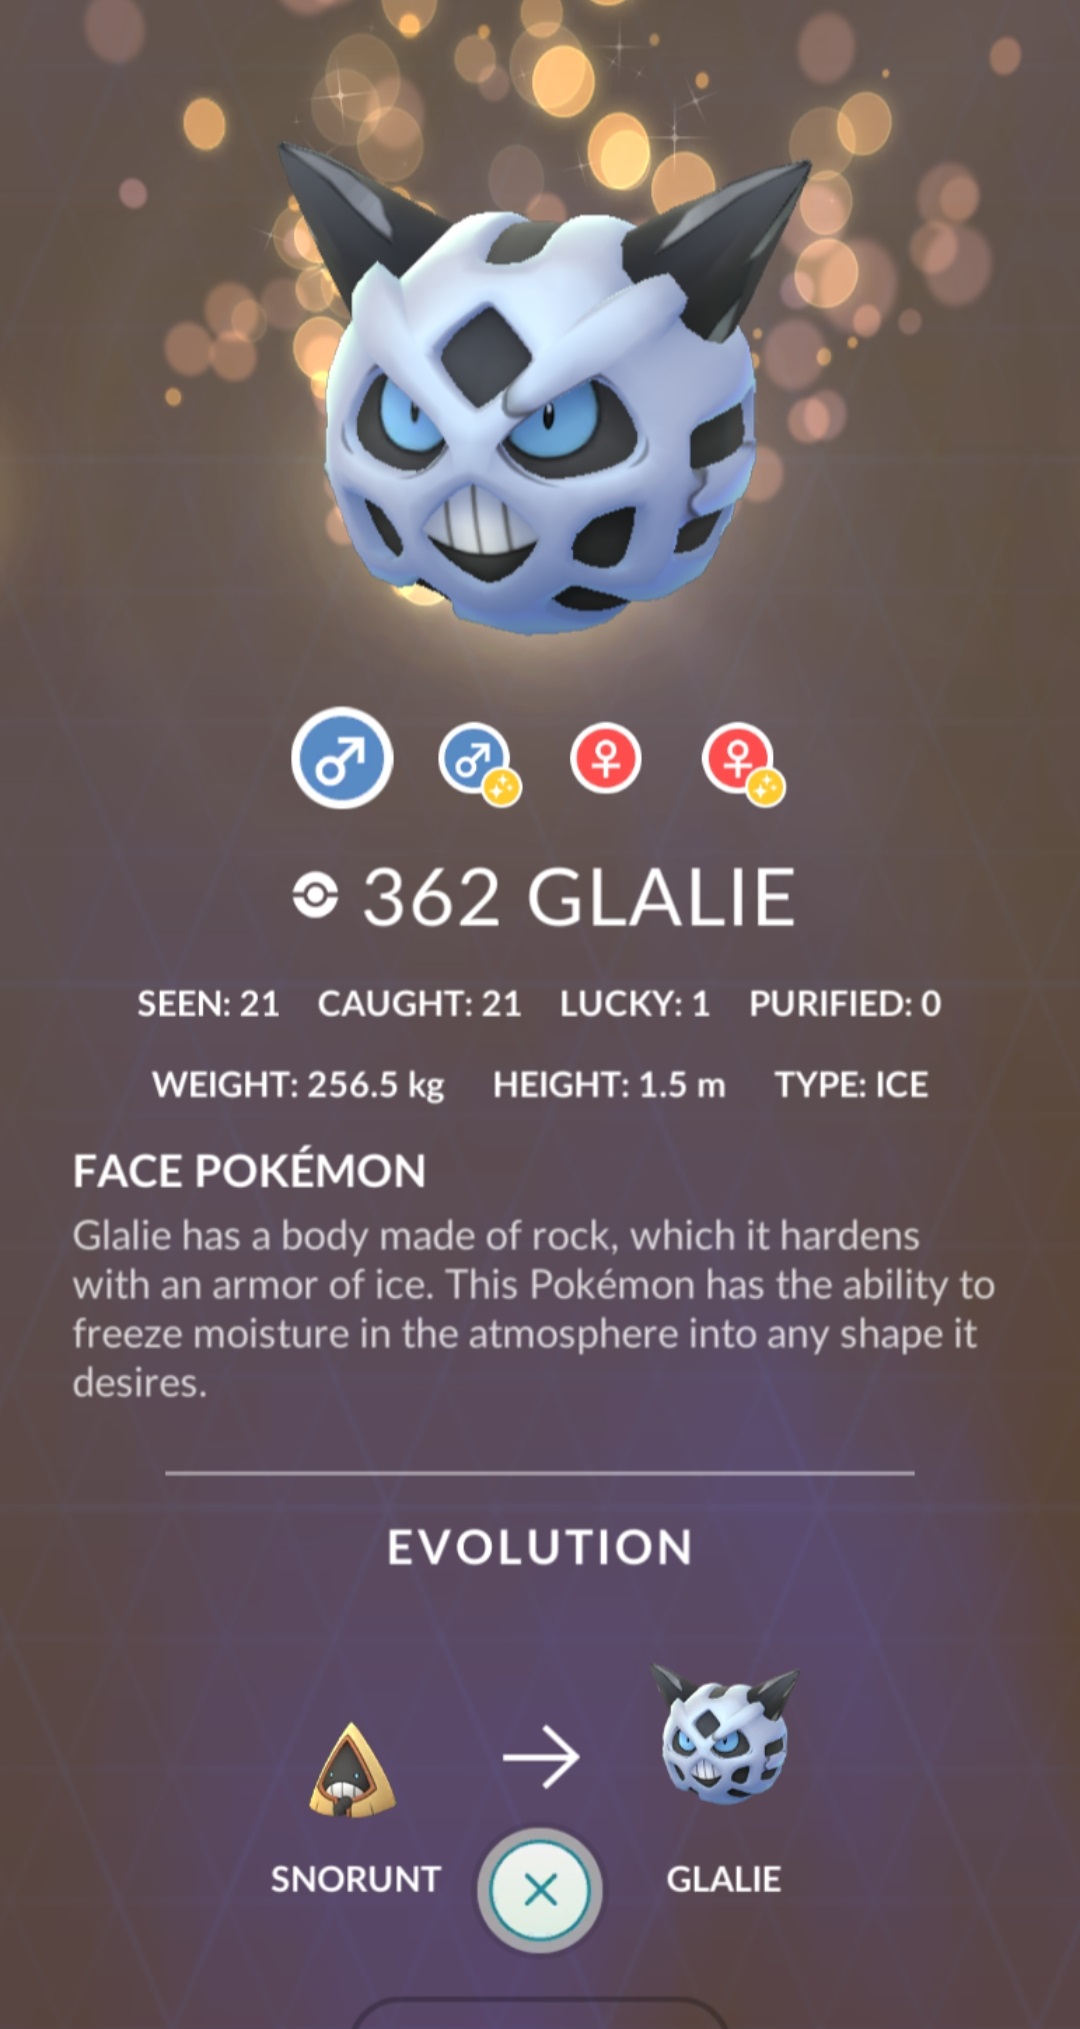 362 GLALIE
SEEN: 21 CAUGHT: 21 LUCKY: 1 PURIFIED: 0
WEIGHT: 256.5 kg HEIGHT: 1.5 m TYPE: ICE
FACE POKÉMON
Glalie has a body made of rock, which it hardens
with an armor of ice. This Pokémon has the ability to
freeze moisture in the atmosphere into any shape it
desires.
EVOLUTION
SNORUNT GLALIE